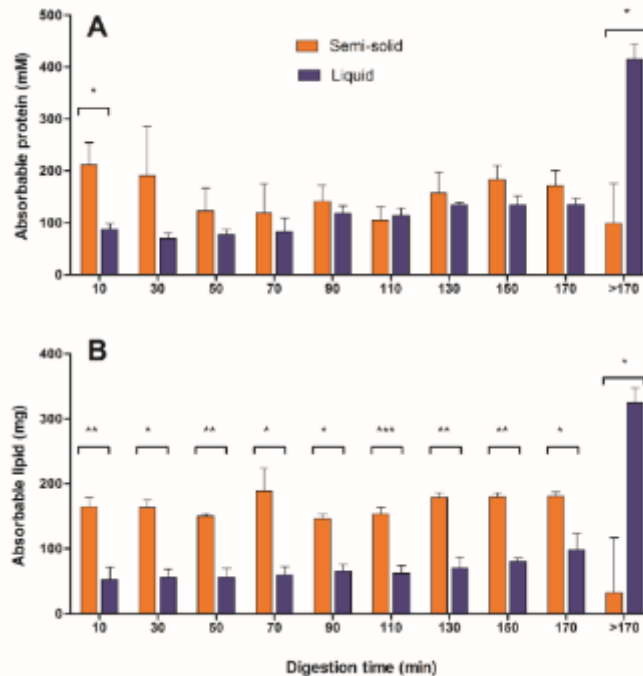 500
A
*
Semi-solid
Liquid
400
300
*
200
100
0
Absorbable protein (mM)
10 30 50 70 90 110 130 150 170 >170
B
400
*
300
** * ** * * *** ** ** *
200
100
0
Absorbable lipid (mg)
10 30 50 70 90 110 130 150 170 >170
Digestion time (min)